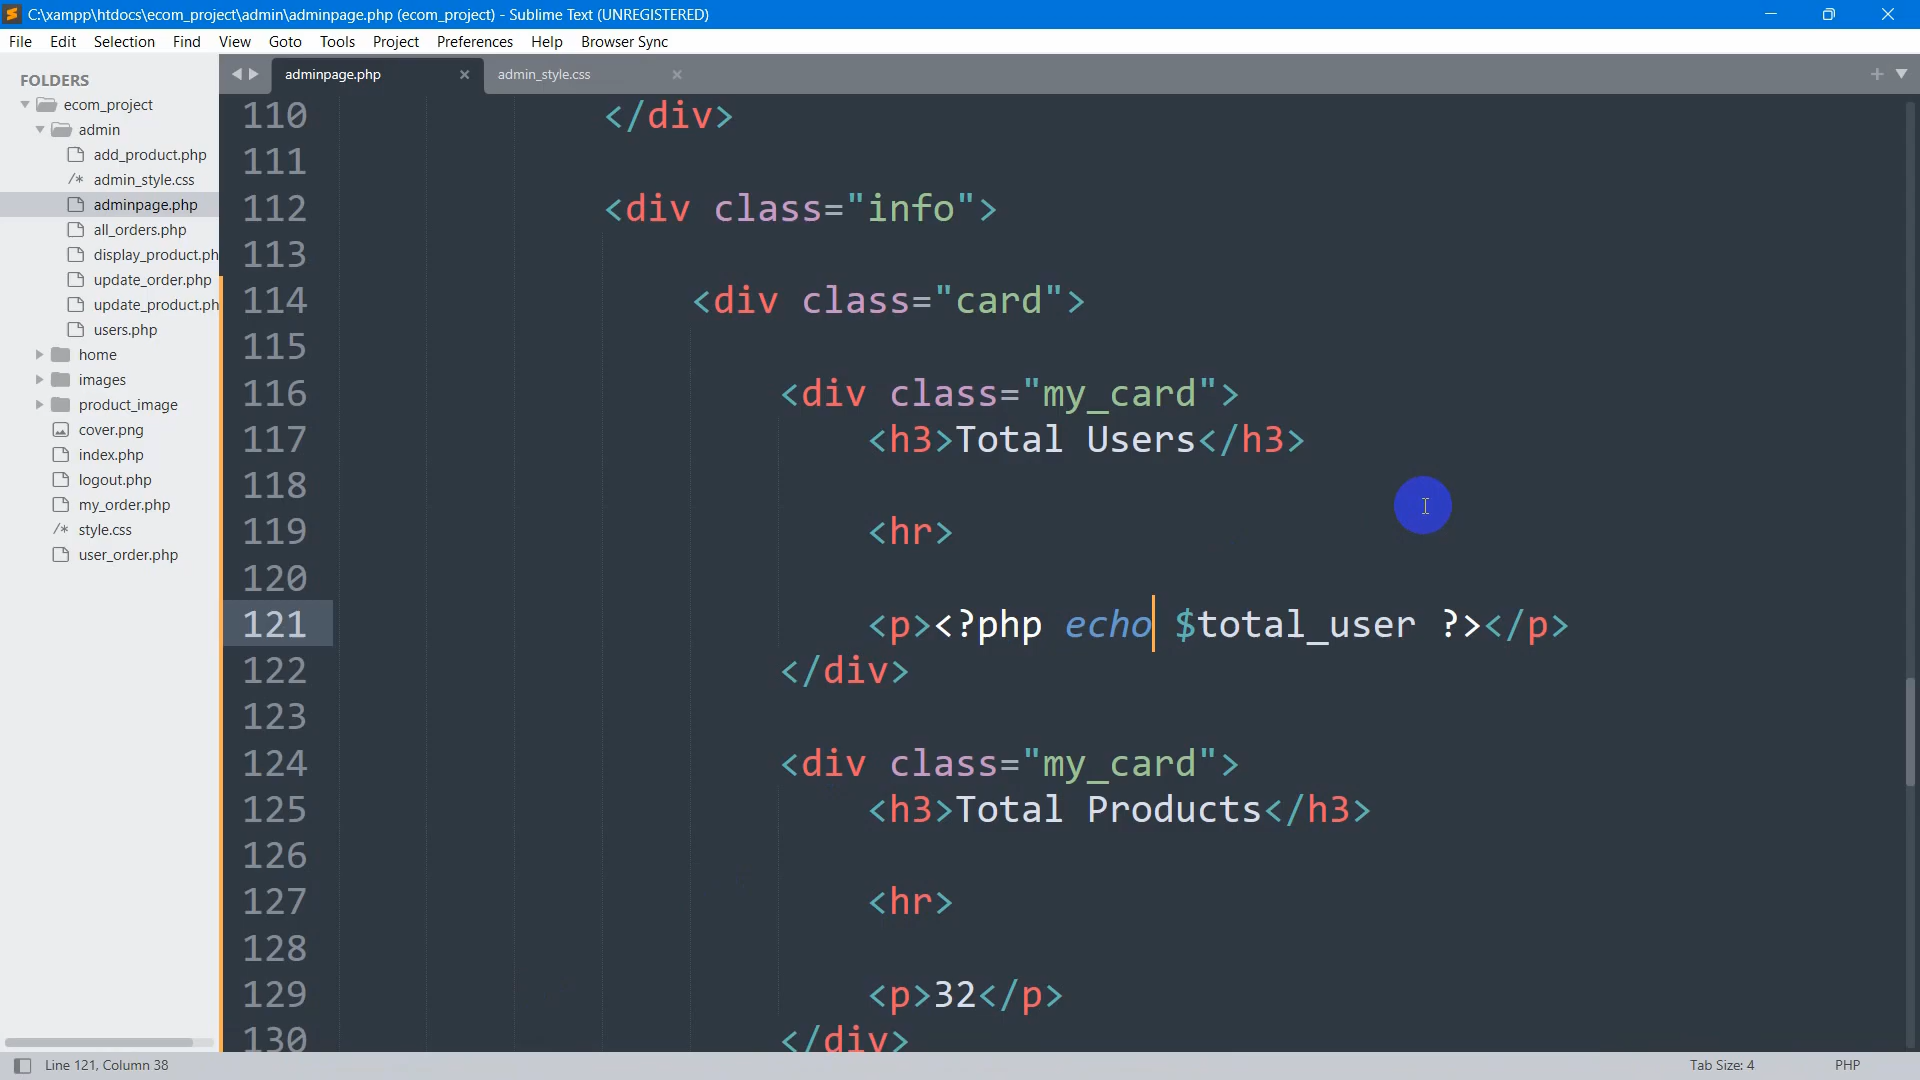 C:\xampp\htdocs\ecom_project\admin\adminpage.php (ecom_project) - Sublime Text (UNREGISTERED)
File Edit Selection Find View Goto Tools Project Preferences Help Browser Sync
FOLDERS
ecom_project
admin
add_product.php
/* admin_style.css
adminpage.php
all_orders.php
display_product.ph
update_order.php
update_product.ph
users.php
home
images
product_image
cover.png
index.php
logout.php
my_order.php
/* style.css
user_order.php
adminpage.php
admin_style.css
110 </div>
111
112 <div class="info">
113
114 <div class="card">
115
116 <div class="my_card">
117 <h3>Total Users</h3>
118
119 <hr>
120
121 <p><?php echo $total_user ?></p>
122 </div>
123
124 <div class="my_card">
125 <h3>Total Products</h3>
126
127 <hr>
128
129 <p>32</p>
130 </div>
Line 121, Column 38
Tab Size: 4
PHP